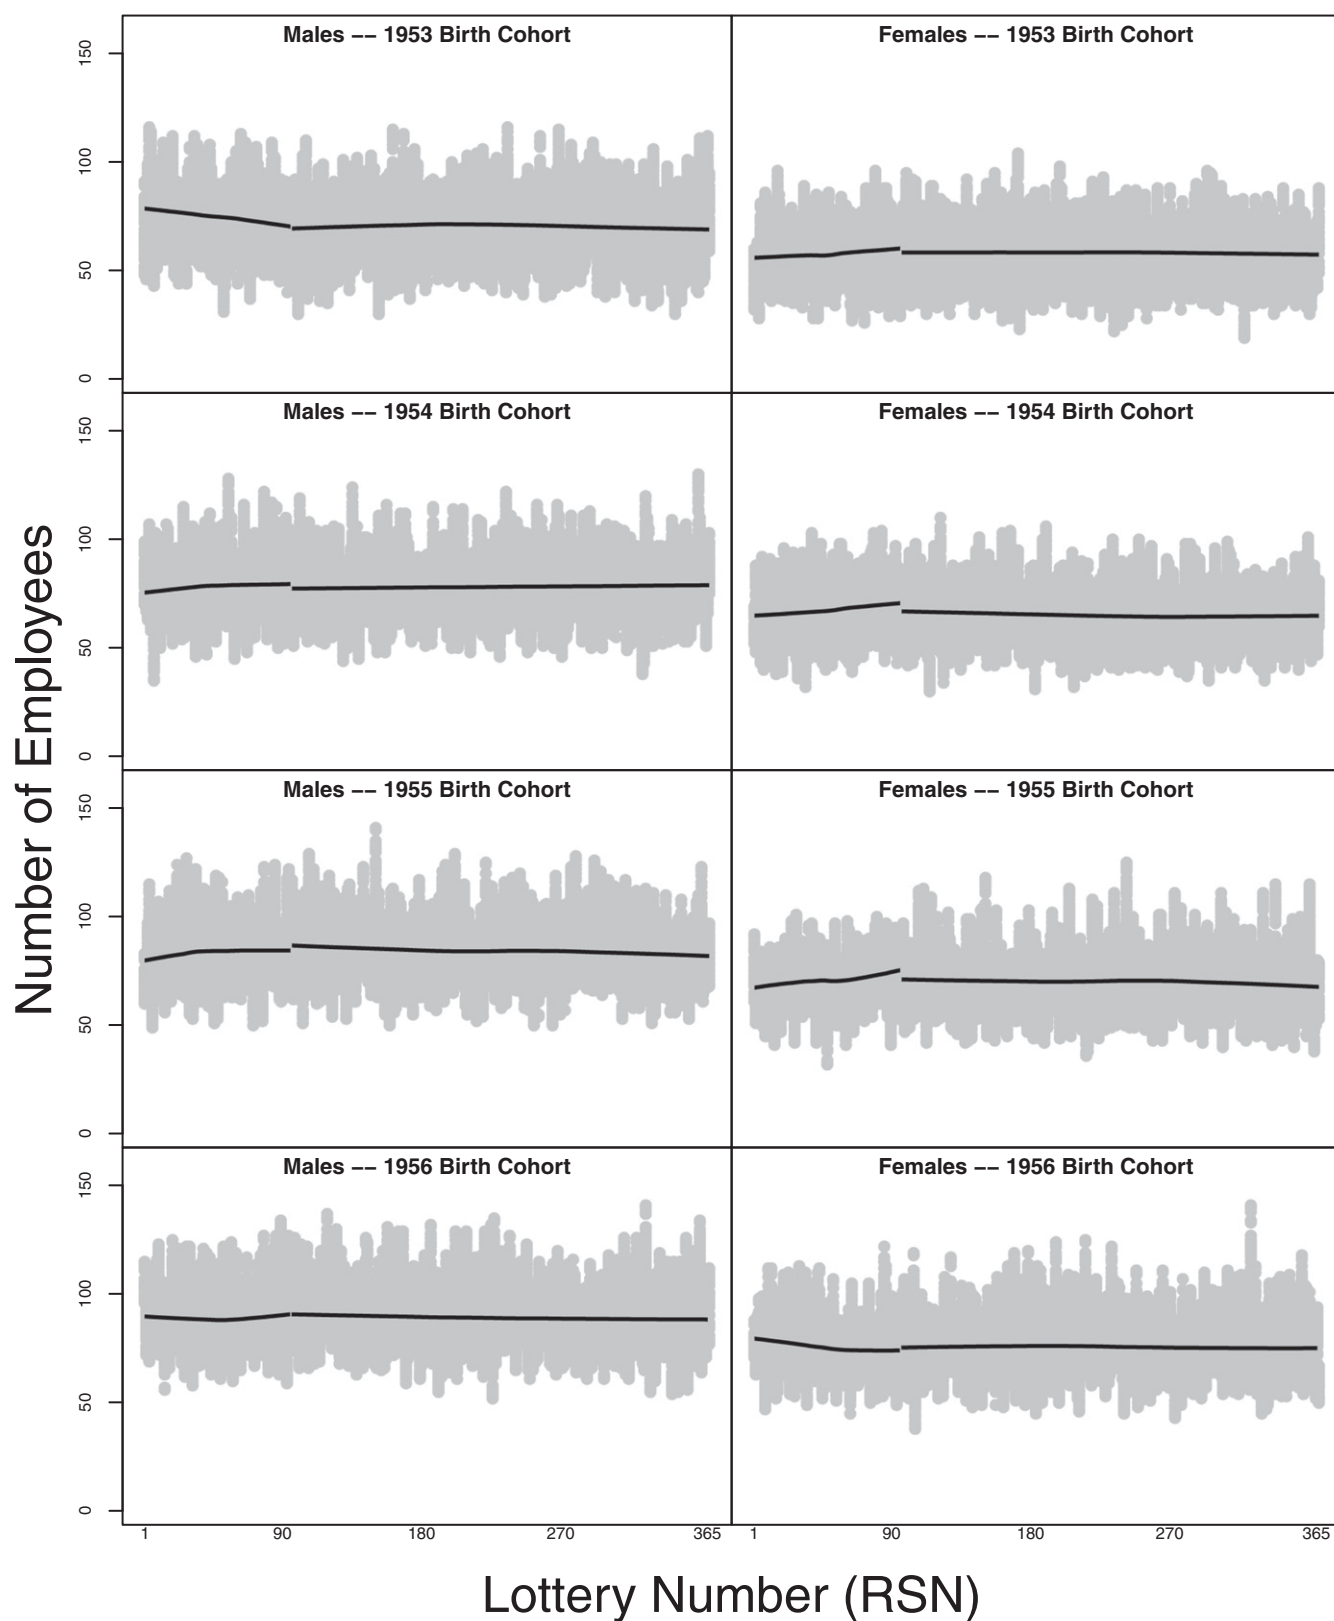 Males −− 1953 Birth Cohort
Females −− 1953 Birth Cohort
150
100
50
0
Males −− 1954 Birth Cohort
Females −− 1954 Birth Cohort
150
100
50
0
Number of Employees
Males −− 1955 Birth Cohort
Females −− 1955 Birth Cohort
150
100
50
0
Males −− 1956 Birth Cohort
Females −− 1956 Birth Cohort
150
100
50
0
1 90 180 270 365
1 90 180 270 365
Lottery Number (RSN)